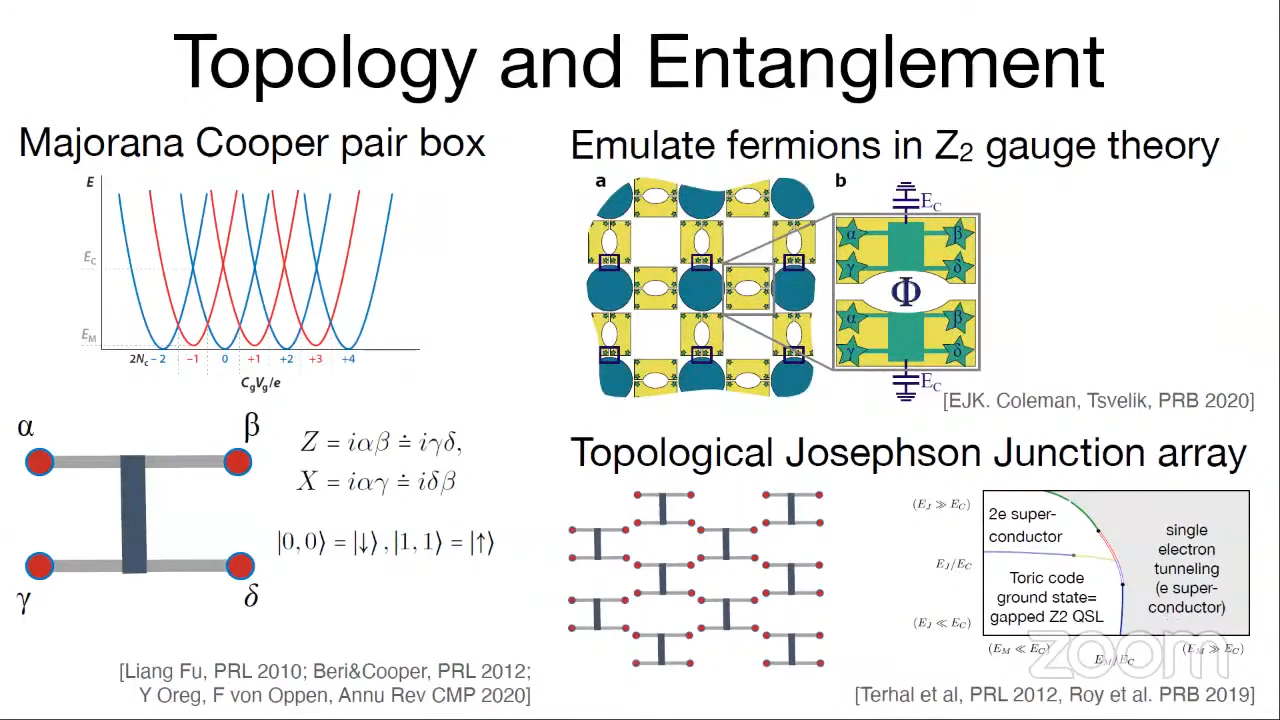 Topology and Entanglement
Majorana Cooper pair box
E
E_C
E_M
2N_c − 2 −1 0 +1 +2 +3 +4
C_gV_g/e
α β
γ δ
Z = iαβ ≐ iγδ,
X = iαγ ≐ iδβ
|0, 0⟩ = |↓⟩ , |1, 1⟩ = |↑⟩
[Liang Fu, PRL 2010; Beri&Cooper, PRL 2012;
Y Oreg, F von Oppen, Annu Rev CMP 2020]
Emulate fermions in Z2 gauge theory
a b
E_C
α β
γ δ
Φ
α β
γ δ
E_C
[EJK. Coleman, Tsvelik, PRB 2020]
Topological Josephson Junction array
(E_J ≫ E_C)
E_J/E_C
(E_J ≪ E_C)
2e super-
conductor
Toric code
ground state=
gapped Z2 QSL
single
electron
tunneling
(e super-
conductor)
(E_M ≪ E_C) E_M/E_C (E_M ≫ E_C)
zoom
[Terhal et al, PRL 2012, Roy et al. PRB 2019]